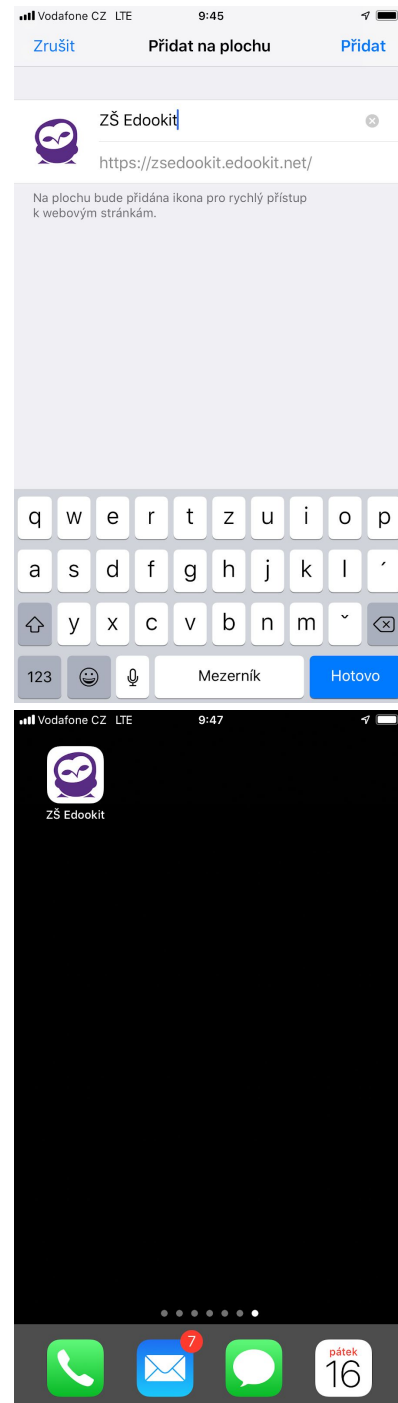 Vodafone CZ LTE 9:45
Zrušit Přidat na plochu Přidat
ZŠ Edookit
https://zsedookit.edookit.net/
Na plochu bude přidána ikona pro rychlý přístup
k webovým stránkám.
q w e r t z u i o p
a s d f g h j k l ´
y x c v b n m ˇ
123 Mezerník Hotovo
Vodafone CZ LTE 9:47
ZŠ Edookit
7
pátek
16